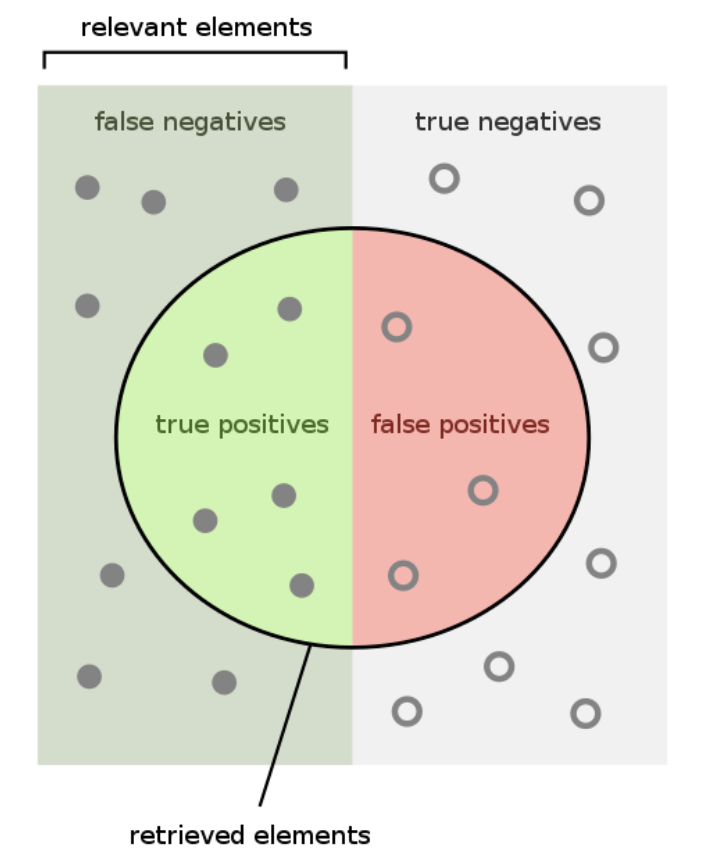 relevant elements
false negatives
true negatives
true positives
false positives
retrieved elements